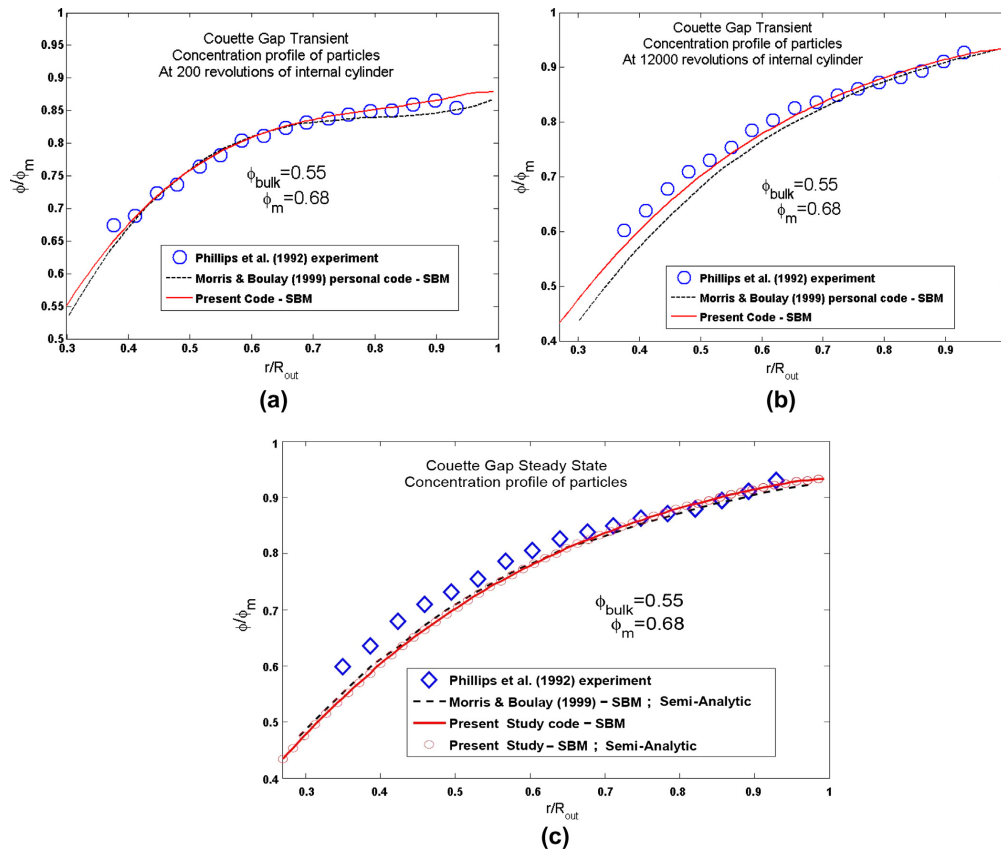 Couette Gap Transient
Concentration profile of particles
At 200 revolutions of internal cylinder
ϕ/ϕm
1
0.95
0.9
0.85
0.8
0.75
0.7
0.65
0.6
0.55
0.5
ϕbulk=0.55
ϕm=0.68
Phillips et al. (1992) experiment
Morris & Boulay (1999) personal code - SBM
Present Code - SBM
0.3 0.4 0.5 0.6 0.7 0.8 0.9 1
r/Rout
(a)
Couette Gap Transient
Concentration profile of particles
At 12000 revolutions of internal cylinder
ϕ/ϕm
1
0.9
0.8
0.7
0.6
0.5
0.4
ϕbulk=0.55
ϕm=0.68
Phillips et al. (1992) experiment
Morris & Boulay (1999) personal code - SBM
Present Code - SBM
0.3 0.4 0.5 0.6 0.7 0.8 0.9
r/Rout
(b)
Couette Gap Steady State
Concentration profile of particles
ϕ/ϕm
1
0.9
0.8
0.7
0.6
0.5
0.4
ϕbulk=0.55
ϕm=0.68
Phillips et al. (1992) experiment
Morris & Boulay (1999) – SBM ; Semi-Analytic
Present Study code – SBM
Present Study – SBM ; Semi-Analytic
0.3 0.4 0.5 0.6 0.7 0.8 0.9 1
r/Rout
(c)